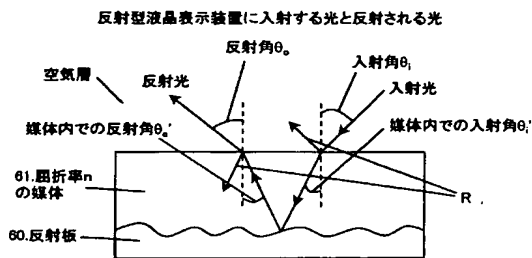 反射型液晶表示装置に入射する光と反射される光
反射角θo
入射角θi
空気層
反射光
入射光
媒体内での反射角θo'
媒体内での入射角θi'
61.屈折率n
の媒体
R
60.反射板